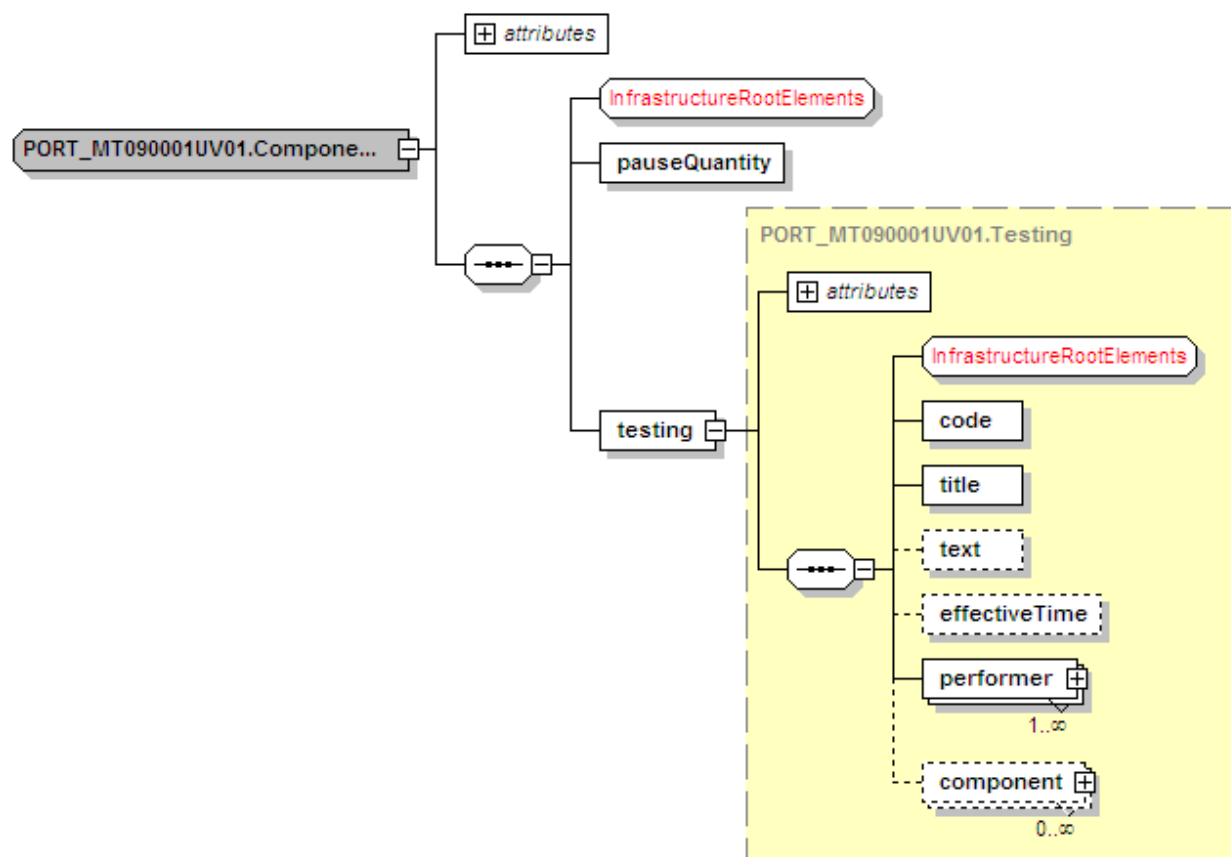 attributes
InfrastructureRootElements
PORT_MT090001UV01.Compone...
pauseQuantity
PORT_MT090001UV01.Testing
attributes
InfrastructureRootElements
code
testing
title
text
effectiveTime
performer
1..∞
component
0..∞